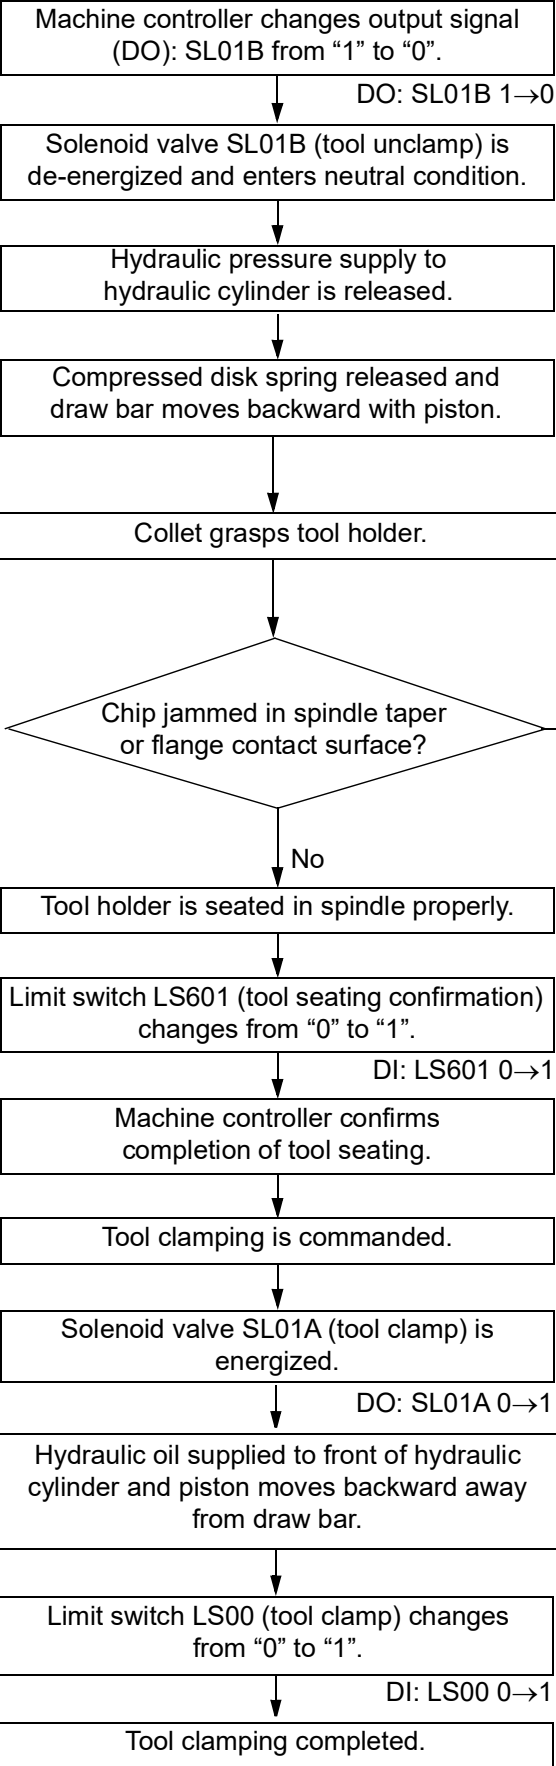 Machine controller changes output signal
(DO): SL01B from “1” to “0”.
DO: SL01B 1→0
Solenoid valve SL01B (tool unclamp) is
de-energized and enters neutral condition.
Hydraulic pressure supply to
hydraulic cylinder is released.
Compressed disk spring released and
draw bar moves backward with piston.
Collet grasps tool holder.
Chip jammed in spindle taper
or flange contact surface?
No
Tool holder is seated in spindle properly.
Limit switch LS601 (tool seating confirmation)
changes from “0” to “1”.
DI: LS601 0→1
Machine controller confirms
completion of tool seating.
Tool clamping is commanded.
Solenoid valve SL01A (tool clamp) is
energized.
DO: SL01A 0→1
Hydraulic oil supplied to front of hydraulic
cylinder and piston moves backward away
from draw bar.
Limit switch LS00 (tool clamp) changes
from “0” to “1”.
DI: LS00 0→1
Tool clamping completed.